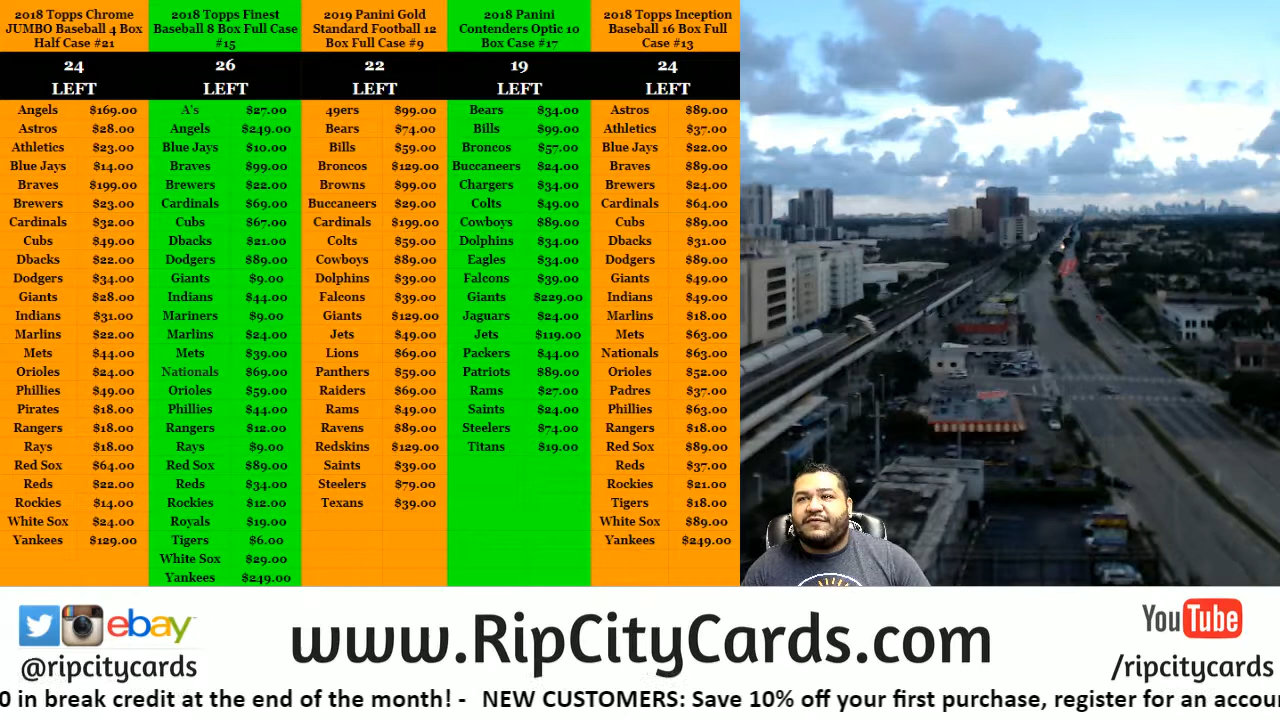 2018 Topps Chrome
JUMBO Baseball 4 Box
Half Case #21
24
LEFT
Angels $169.00
Astros $28.00
Athletics $23.00
Blue Jays $14.00
Braves $199.00
Brewers $23.00
Cardinals $32.00
Cubs $49.00
Dbacks $22.00
Dodgers $34.00
Giants $28.00
Indians $31.00
Marlins $22.00
Mets $44.00
Orioles $24.00
Phillies $49.00
Pirates $18.00
Rangers $18.00
Rays $18.00
Red Sox $64.00
Reds $22.00
Rockies $14.00
White Sox $24.00
Yankees $129.00
2018 Topps Finest
Baseball 8 Box Full Case
#15
26
LEFT
A's $27.00
Angels $249.00
Blue Jays $10.00
Braves $99.00
Brewers $22.00
Cardinals $69.00
Cubs $67.00
Dbacks $21.00
Dodgers $89.00
Giants $9.00
Indians $44.00
Mariners $9.00
Marlins $24.00
Mets $39.00
Nationals $69.00
Orioles $59.00
Phillies $44.00
Rangers $12.00
Rays $9.00
Red Sox $89.00
Reds $34.00
Rockies $12.00
Royals $19.00
Tigers $6.00
White Sox $29.00
Yankees $249.00
2019 Panini Gold
Standard Football 12
Box Full Case #9
22
LEFT
49ers $99.00
Bears $74.00
Bills $59.00
Broncos $129.00
Browns $99.00
Buccaneers $29.00
Cardinals $199.00
Colts $59.00
Cowboys $89.00
Dolphins $39.00
Falcons $39.00
Giants $129.00
Jets $49.00
Lions $69.00
Panthers $59.00
Raiders $69.00
Rams $49.00
Ravens $89.00
Redskins $129.00
Saints $39.00
Steelers $79.00
Texans $39.00
2018 Panini
Contenders Optic 10
Box Case #17
19
LEFT
Bears $34.00
Bills $99.00
Broncos $57.00
Buccaneers $24.00
Chargers $34.00
Colts $49.00
Cowboys $89.00
Dolphins $34.00
Eagles $34.00
Falcons $39.00
Giants $229.00
Jaguars $24.00
Jets $119.00
Packers $44.00
Patriots $89.00
Rams $27.00
Saints $24.00
Steelers $74.00
Titans $19.00
2018 Topps Inception
Baseball 16 Box Full
Case #13
24
LEFT
Astros $89.00
Athletics $37.00
Blue Jays $22.00
Braves $89.00
Brewers $24.00
Cardinals $64.00
Cubs $89.00
Dbacks $31.00
Dodgers $89.00
Giants $49.00
Indians $49.00
Marlins $18.00
Mets $63.00
Nationals $63.00
Orioles $52.00
Padres $37.00
Phillies $63.00
Rangers $18.00
Red Sox $89.00
Reds $37.00
Rockies $21.00
Tigers $18.00
White Sox $89.00
Yankees $249.00
ebay
@ripcitycards
www.RipCityCards.com
YouTube
/ripcitycards
0 in break credit at the end of the month! - NEW CUSTOMERS: Save 10% off your first purchase, register for an accou